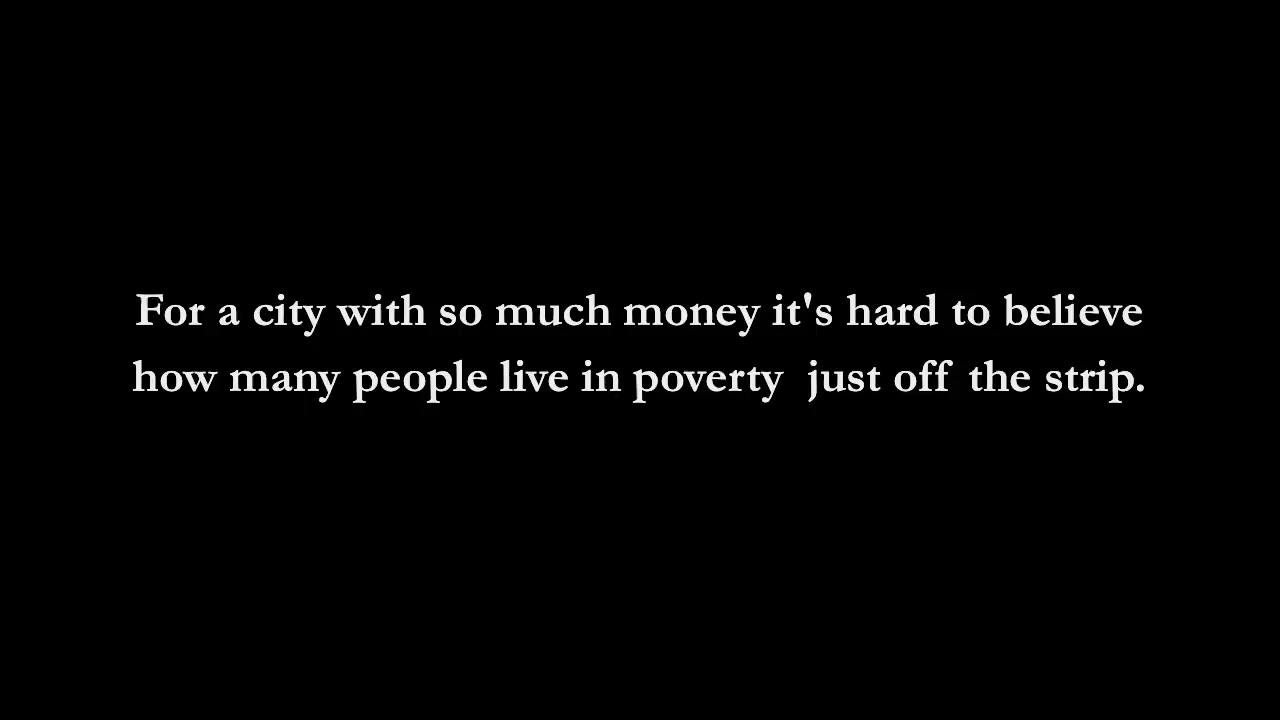 For a city with so much money it's hard to believe
how many people live in poverty  just off the strip.